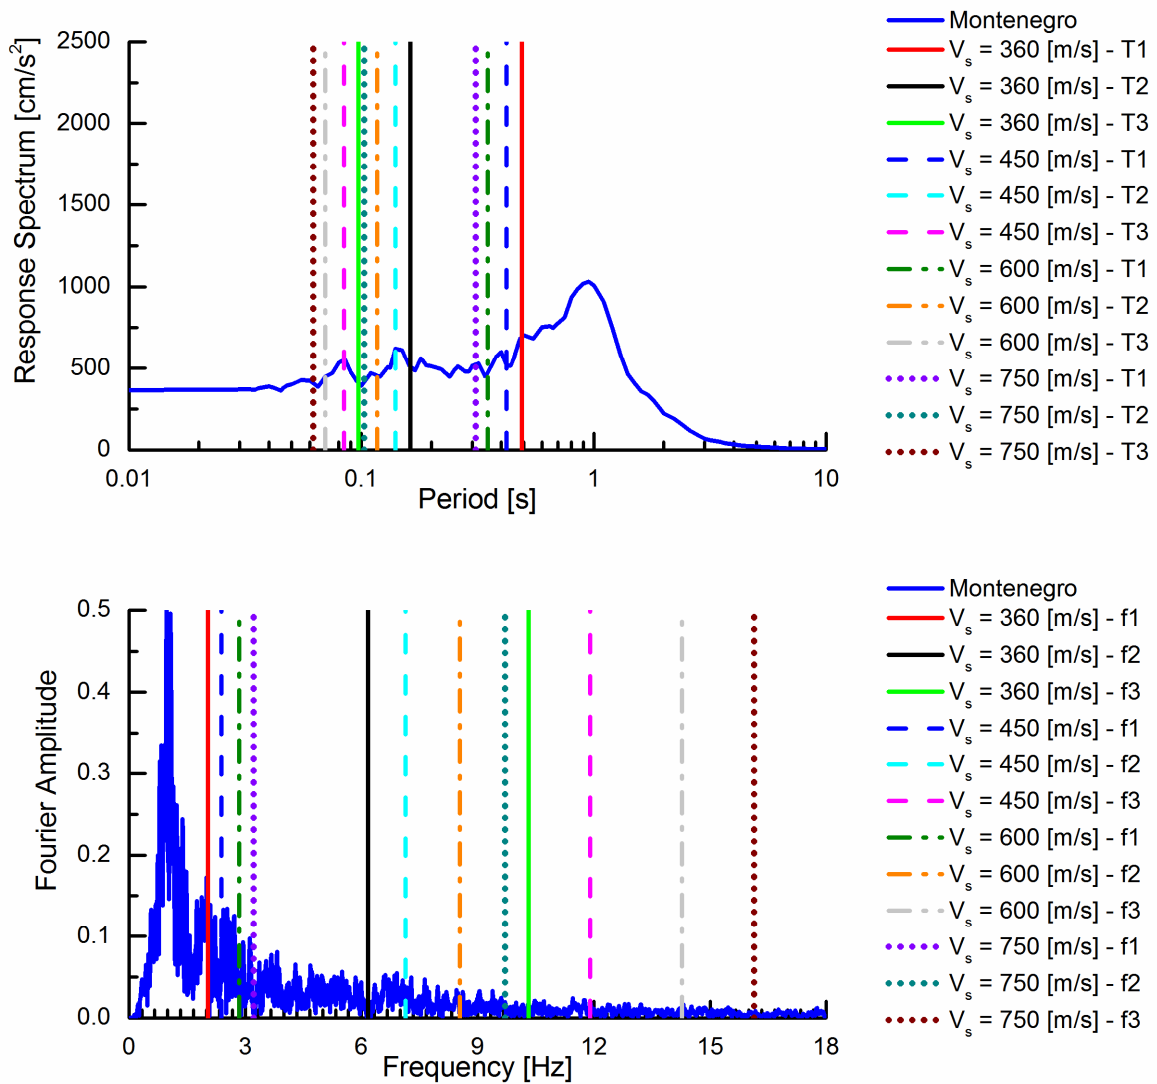 Response Spectrum [cm/s²]
2500
2000
1500
1000
500
0
0.01
0.1
1
10
Period [s]
Montenegro
Vs = 360 [m/s] - T1
Vs = 360 [m/s] - T2
Vs = 360 [m/s] - T3
Vs = 450 [m/s] - T1
Vs = 450 [m/s] - T2
Vs = 450 [m/s] - T3
Vs = 600 [m/s] - T1
Vs = 600 [m/s] - T2
Vs = 600 [m/s] - T3
Vs = 750 [m/s] - T1
Vs = 750 [m/s] - T2
Vs = 750 [m/s] - T3
Fourier Amplitude
0.5
0.4
0.3
0.2
0.1
0.0
0
3
6
9
12
15
18
Frequency [Hz]
Montenegro
Vs = 360 [m/s] - f1
Vs = 360 [m/s] - f2
Vs = 360 [m/s] - f3
Vs = 450 [m/s] - f1
Vs = 450 [m/s] - f2
Vs = 450 [m/s] - f3
Vs = 600 [m/s] - f1
Vs = 600 [m/s] - f2
Vs = 600 [m/s] - f3
Vs = 750 [m/s] - f1
Vs = 750 [m/s] - f2
Vs = 750 [m/s] - f3